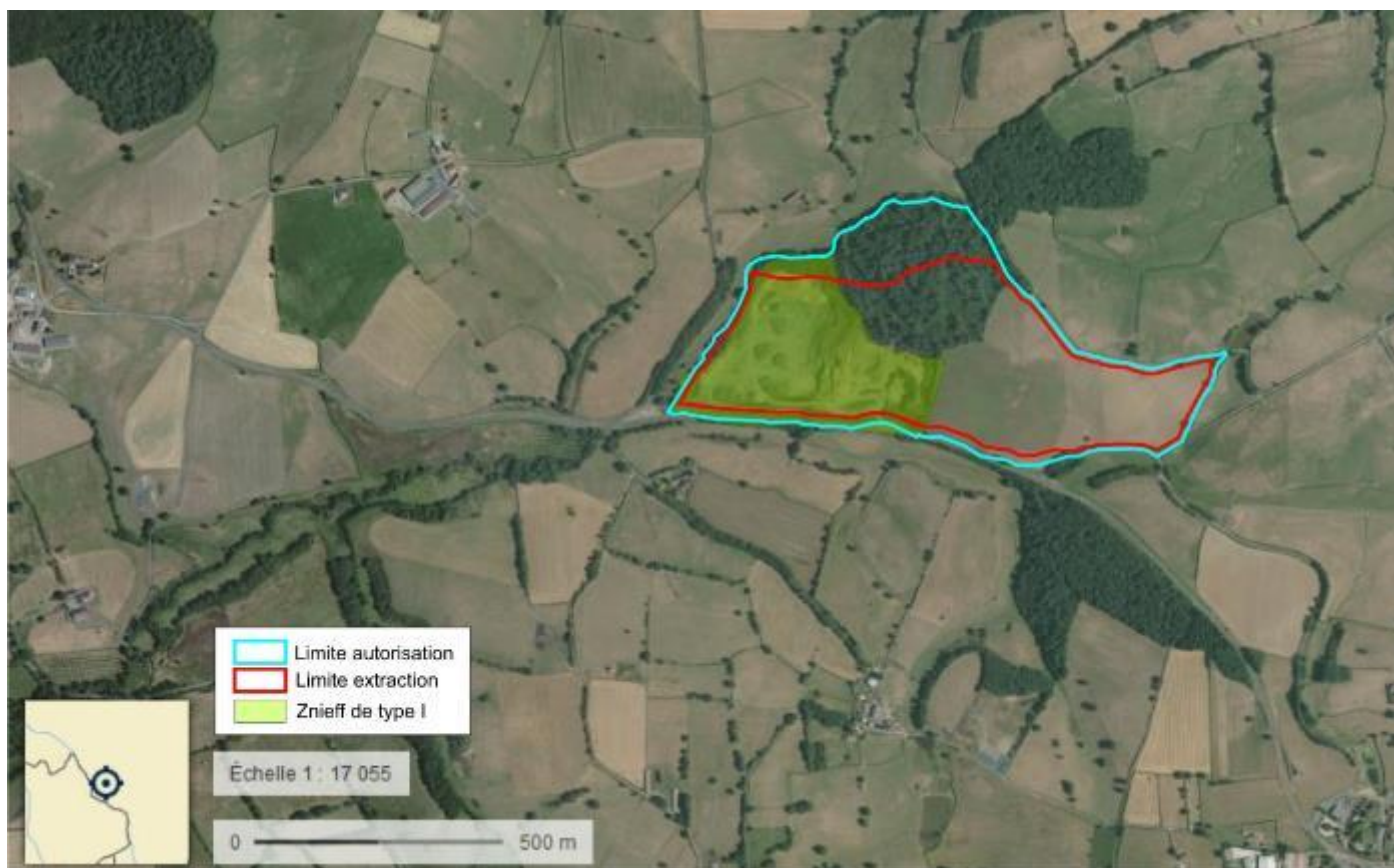 Limite autorisation
Limite extraction
Znieff de type I
Échelle 1 : 17 055
0 500 m